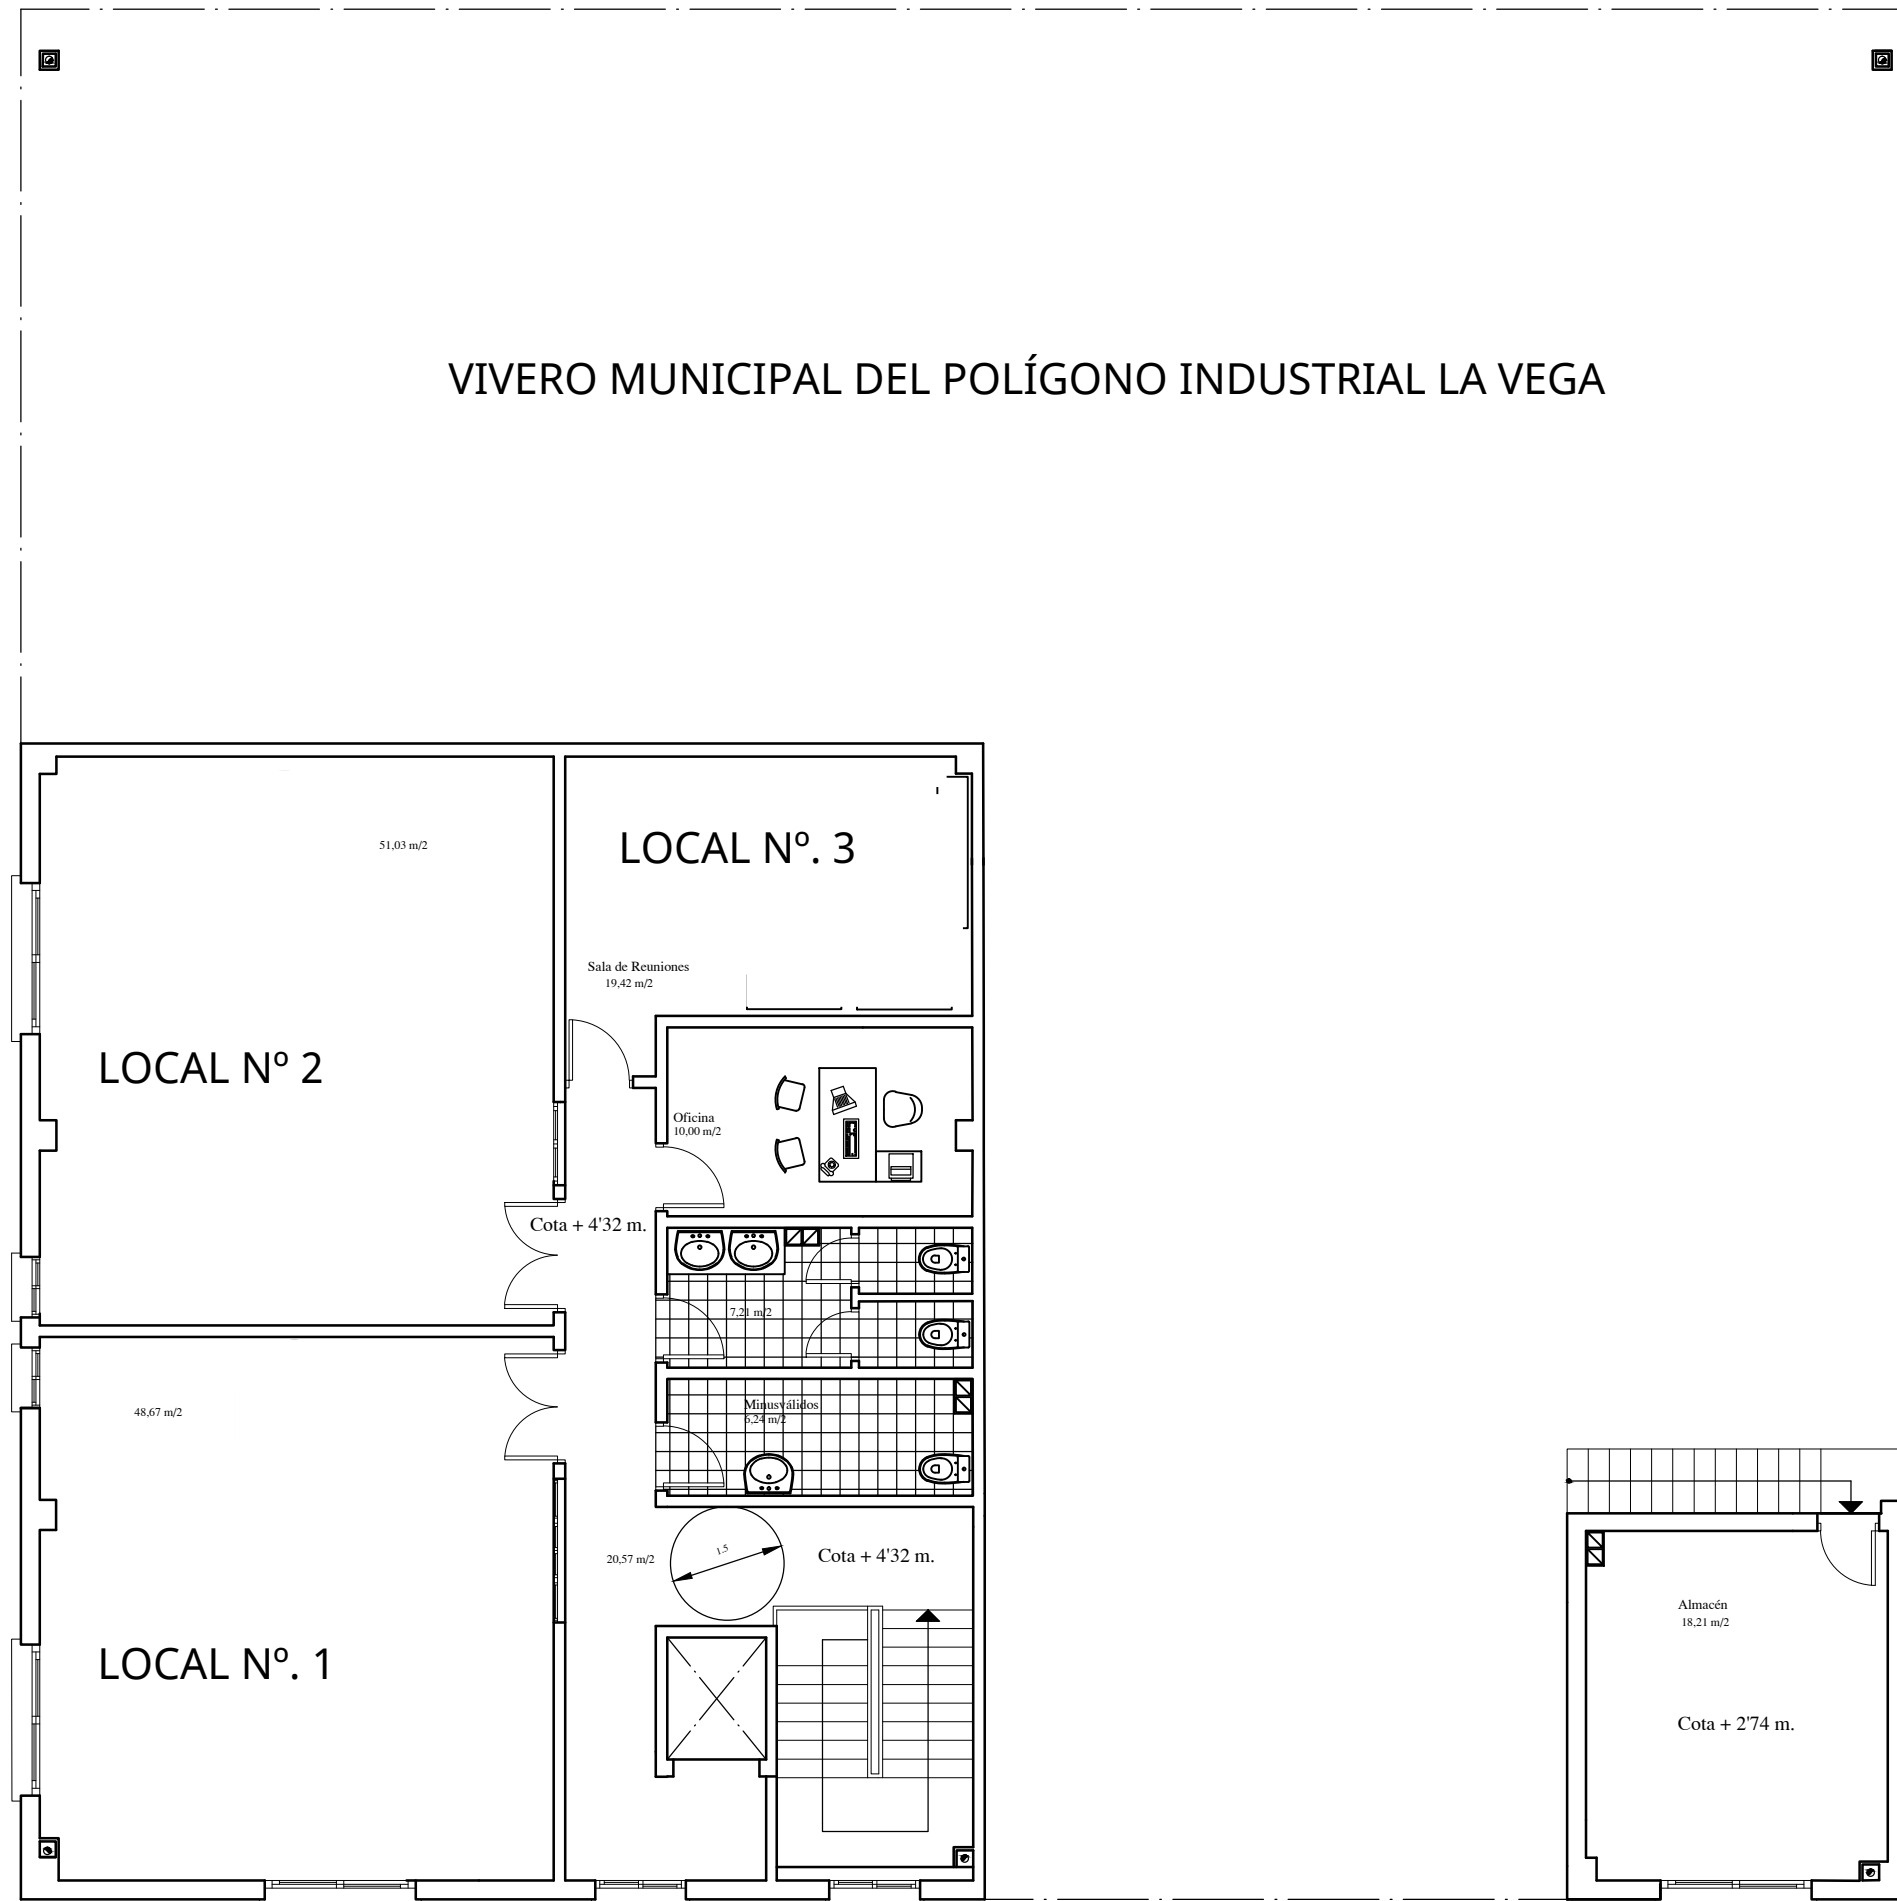 VIVERO MUNICIPAL DEL POLÍGONO INDUSTRIAL LA VEGA
51,03 m/2
LOCAL Nº. 3
Sala de Reuniones
19,42 m/2
LOCAL Nº 2
Oficina
10,00 m/2
Cota + 4'32 m.
7,21 m/2
48,67 m/2
Minusválidos
6,24 m/2
20,57 m/2
1.5
Cota + 4'32 m.
LOCAL Nº. 1
Almacén
18,21 m/2
Cota + 2'74 m.